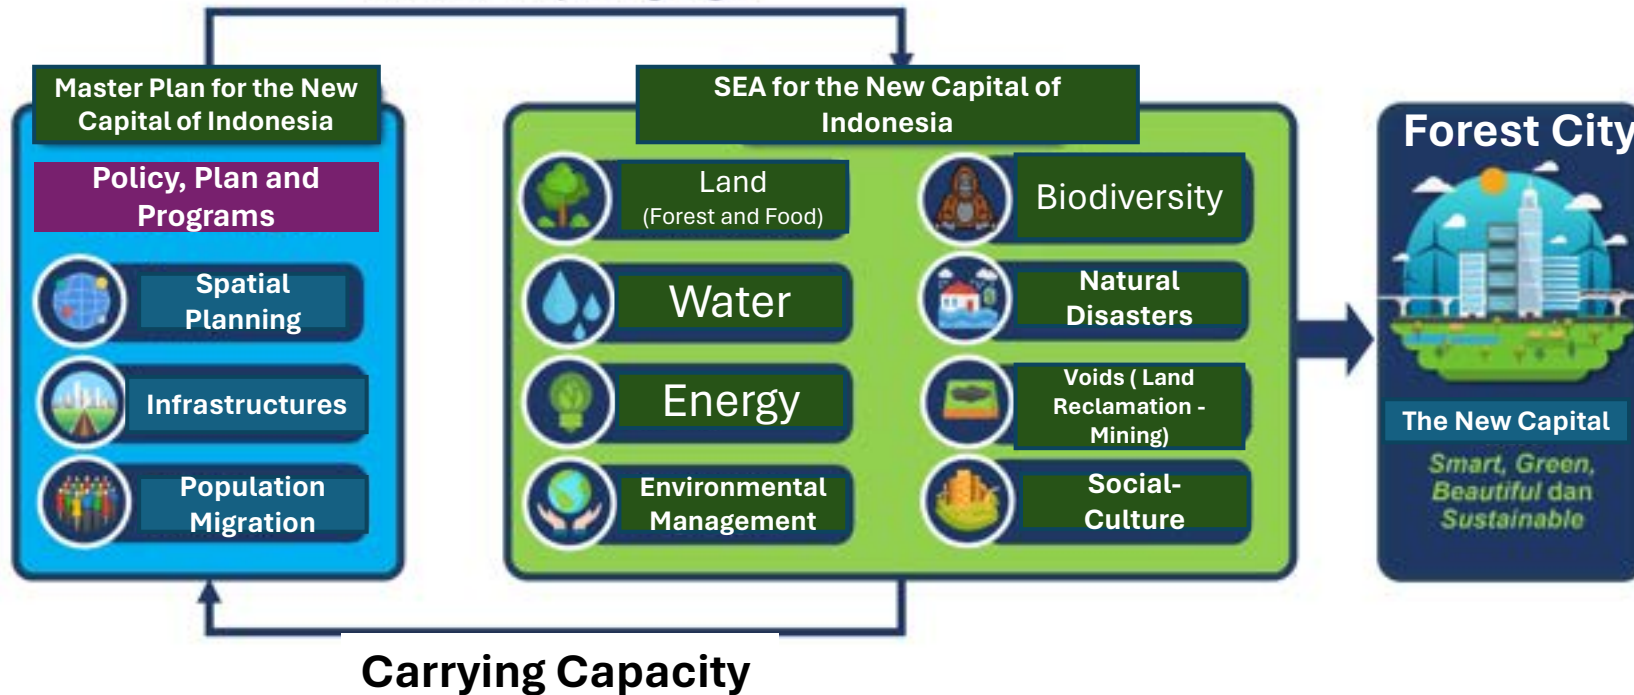 Master Plan for the New
Capital of Indonesia
Policy, Plan and
Programs
Spatial
Planning
Infrastructures
Population
Migration
SEA for the New Capital of
Indonesia
Land
(Forest and Food)
Water
Energy
Environmental
Management
Biodiversity
Natural
Disasters
Voids ( Land
Reclamation -
Mining)
Social-
Culture
Forest City
The New Capital
Smart, Green,
Beautiful dan
Sustainable
Carrying Capacity